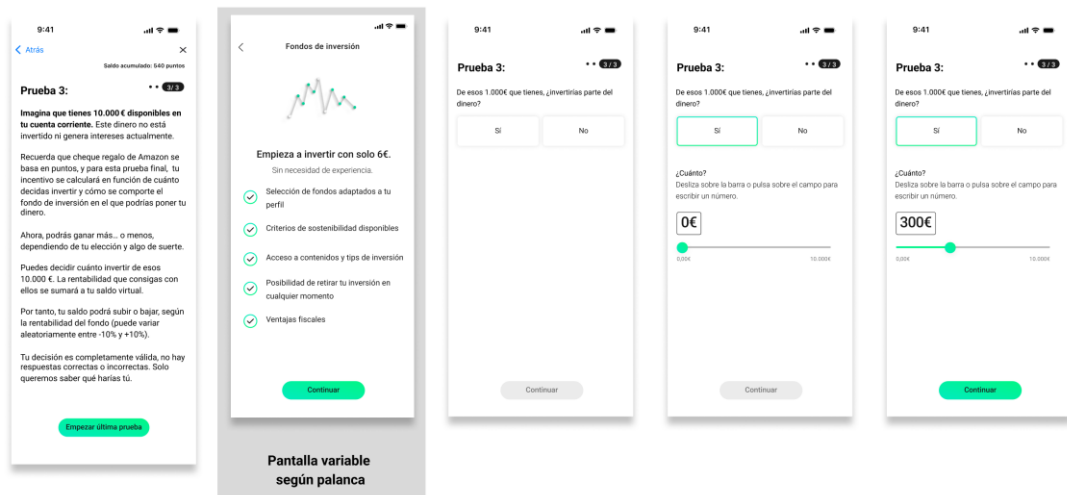 9:41
Atrás
Saldo acumulado: 540 puntos
Prueba 3:
3/3
Imagina que tienes 10.000 € disponibles en
tu cuenta corriente. Este dinero no está
invertido ni genera intereses actualmente.
Recuerda que cheque regalo de Amazon se
basa en puntos, y para esta prueba final, tu
incentivo se calculará en función de cuánto
decidas invertir y cómo se comporte el
fondo de inversión en el que podrías poner tu
dinero.
Ahora, podrás ganar más... o menos,
dependiendo de tu elección y algo de suerte.
Puedes decidir cuánto invertir de esos
10.000 €. La rentabilidad que consigas con
ellos se sumará a tu saldo virtual.
Por tanto, tu saldo podrá subir o bajar, según
la rentabilidad del fondo (puede variar
aleatoriamente entre -10% y +10%).
Tu decisión es completamente válida, no hay
respuestas correctas o incorrectas. Solo
queremos saber qué harías tú.
Empezar última prueba
Fondos de inversión
Empieza a invertir con solo 6€.
Sin necesidad de experiencia.
Selección de fondos adaptados a tu
perfil
Criterios de sostenibilidad disponibles
Acceso a contenidos y tips de inversión
Posibilidad de retirar tu inversión en
cualquier momento
Ventajas fiscales
Continuar
Pantalla variable
según palanca
9:41
Prueba 3:
3/3
De esos 1.000€ que tienes, ¿invertirías parte del
dinero?
Sí
No
Continuar
9:41
Prueba 3:
3/3
De esos 1.000€ que tienes, ¿invertirías parte del
dinero?
Sí
No
¿Cuánto?
Desliza sobre la barra o pulsa sobre el campo para
escribir un número.
0€
0,00€
10.000€
Continuar
9:41
Prueba 3:
3/3
De esos 1.000€ que tienes, ¿invertirías parte del
dinero?
Sí
No
¿Cuánto?
Desliza sobre la barra o pulsa sobre el campo para
escribir un número.
300€
0,00€
10.000€
Continuar